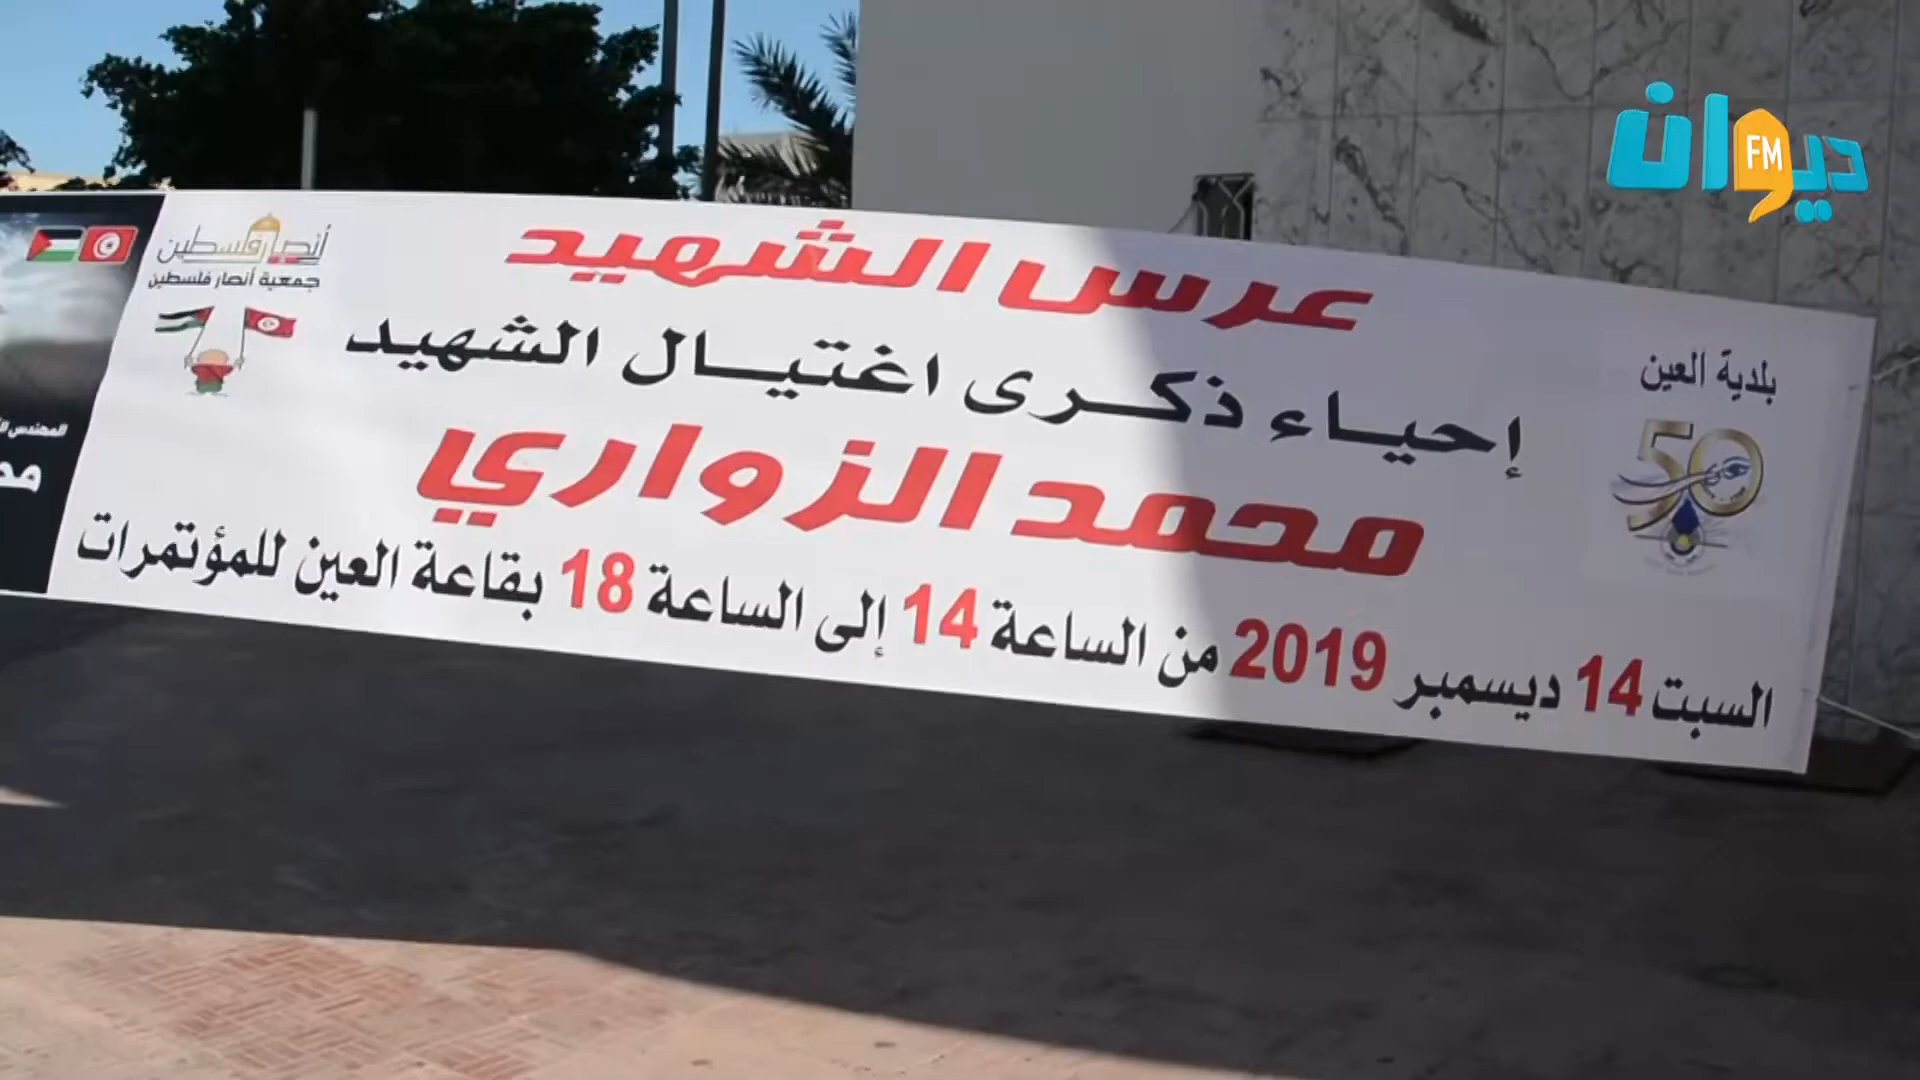 ديوان FM
عرس الشهيد
إحياء ذكرى اغتيال الشهيد
محمد الزواري
السبت 14 ديسمبر 2019 من الساعة 14 إلى الساعة 18 بقاعة العين للمؤتمرات
بلدية العين
50
أنصار فلسطين
جمعية أنصار فلسطين
المهندس